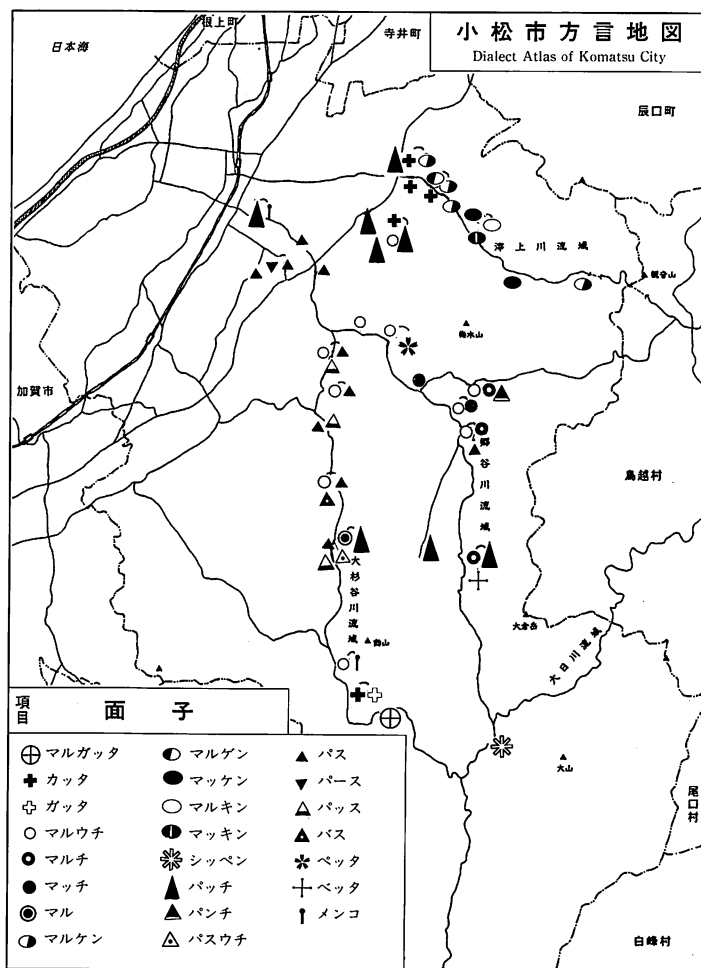 小松市方言地図
Dialect Atlas of Komatsu City
日本海
根上町
寺井町
辰口町
滓上川流域
観音山
加賀市
鳥越村
郷谷川流域
大杉谷川流域
大倉岳
大日川流域
大山
尾口村
白峰村
項目
面子
マルガッタ
カッタ
ガッタ
マルウチ
マルチ
マッチ
マル
マルケン
マルゲン
マッケン
マルキン
マッキン
シッペン
パッチ
パンチ
パスウチ
パス
パース
パッス
バス
ペッタ
ベッタ
メンコ